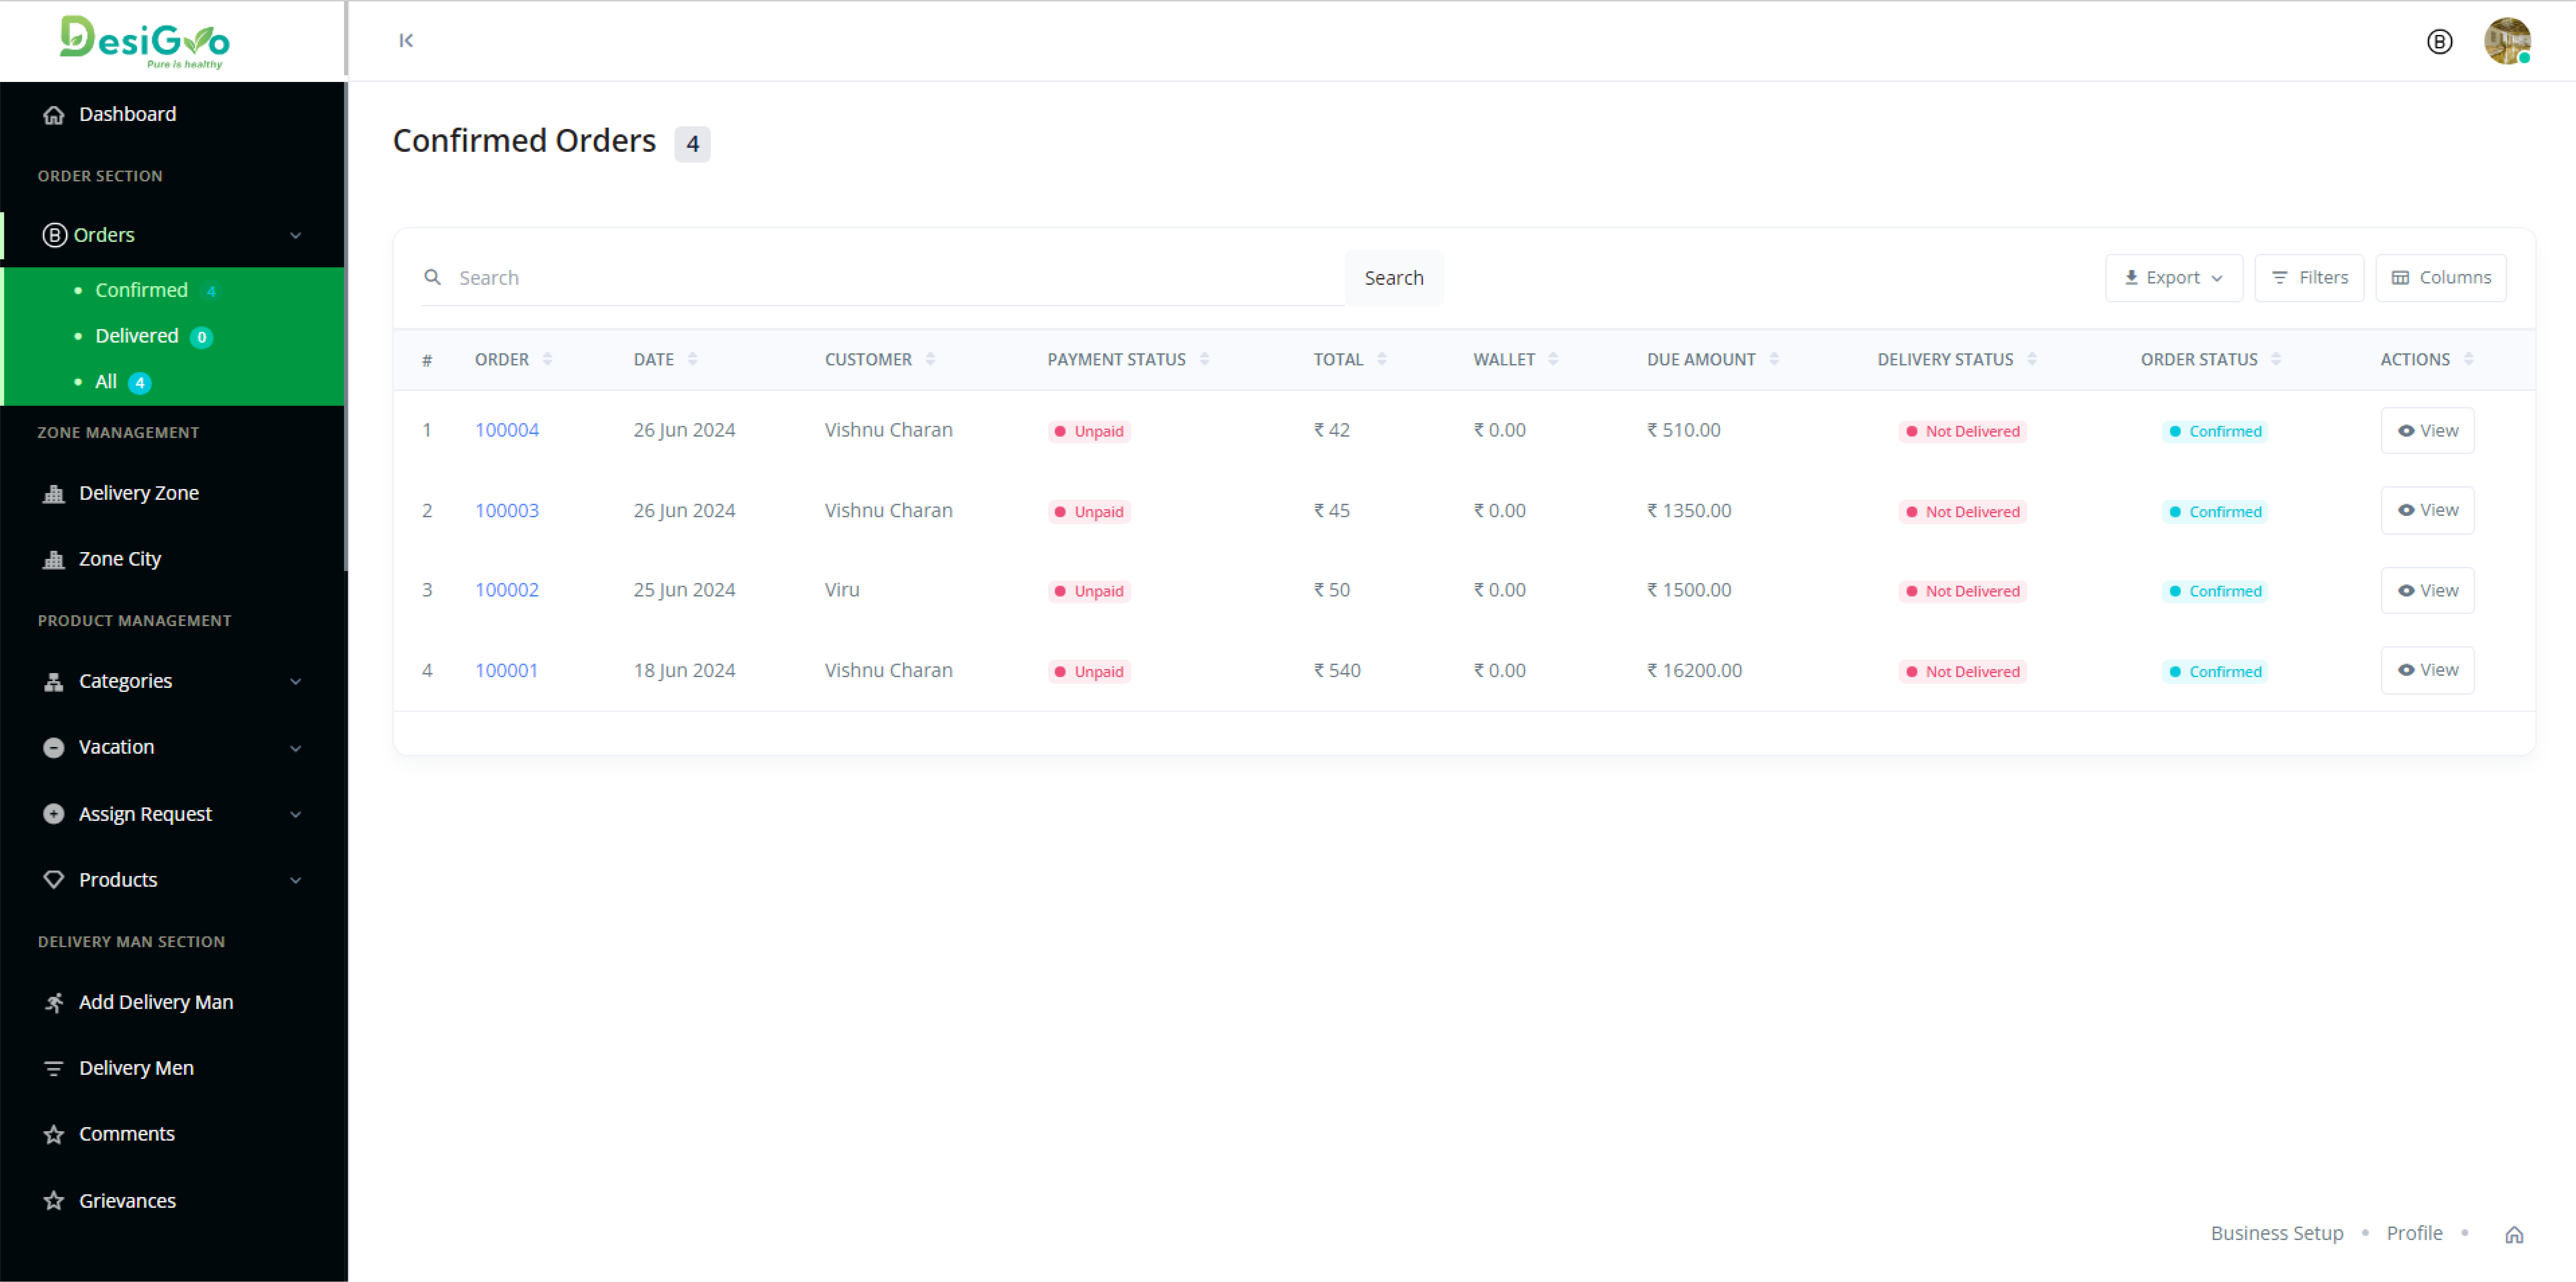 DesiGoo
Pure is healthy
Dashboard
ORDER SECTION
Orders
Confirmed 4
Delivered 0
All 4
ZONE MANAGEMENT
Delivery Zone
Zone City
PRODUCT MANAGEMENT
Categories
Vacation
Assign Request
Products
DELIVERY MAN SECTION
Add Delivery Man
Delivery Men
Comments
Grievances
Confirmed Orders 4
Search Search Export Filters Columns
# ORDER DATE CUSTOMER PAYMENT STATUS TOTAL WALLET DUE AMOUNT DELIVERY STATUS ORDER STATUS ACTIONS
1 100004 26 Jun 2024 Vishnu Charan Unpaid ₹ 42 ₹ 0.00 ₹ 510.00 Not Delivered Confirmed View
2 100003 26 Jun 2024 Vishnu Charan Unpaid ₹ 45 ₹ 0.00 ₹ 1350.00 Not Delivered Confirmed View
3 100002 25 Jun 2024 Viru Unpaid ₹ 50 ₹ 0.00 ₹ 1500.00 Not Delivered Confirmed View
4 100001 18 Jun 2024 Vishnu Charan Unpaid ₹ 540 ₹ 0.00 ₹ 16200.00 Not Delivered Confirmed View
Business Setup • Profile •